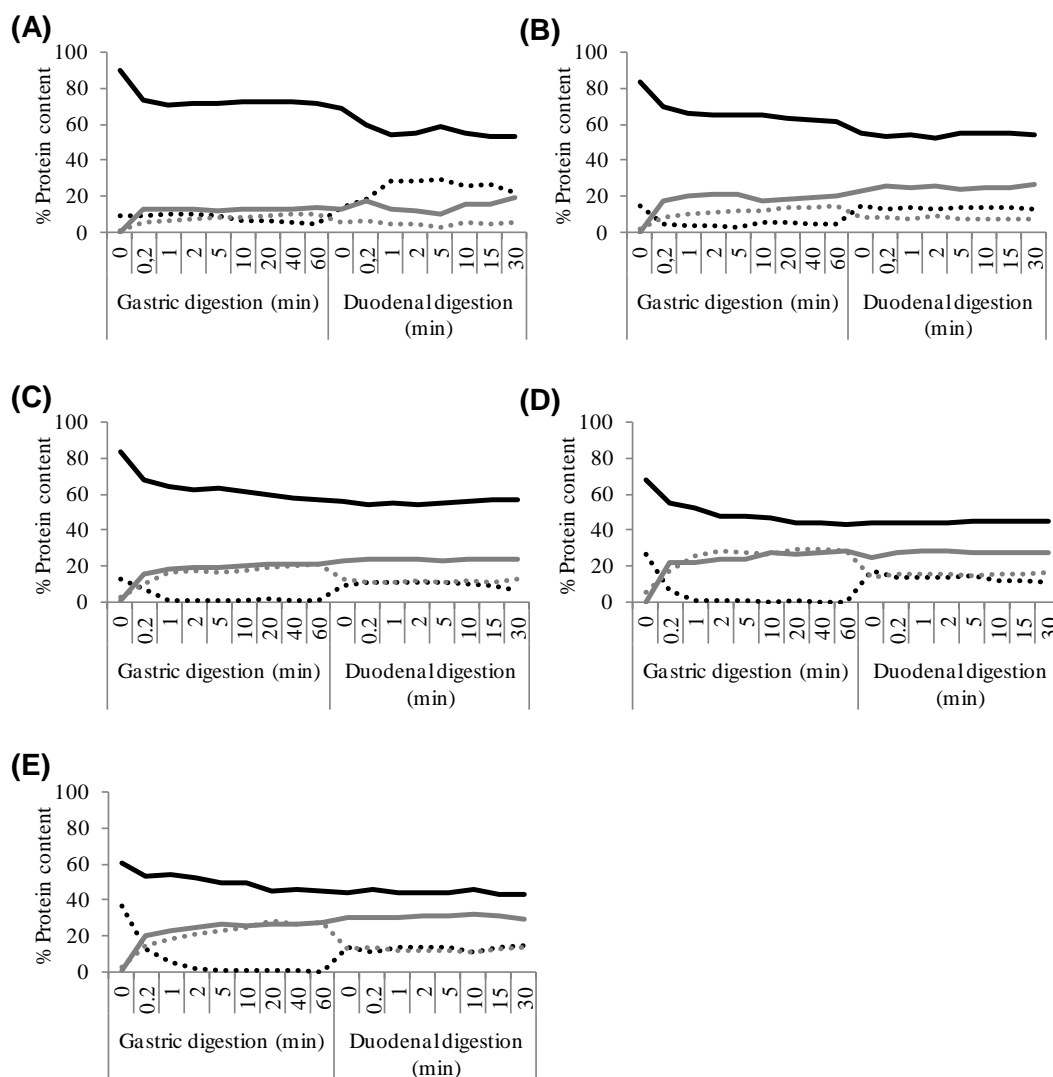 (A)
% Protein content
100
80
60
40
20
0
0 0,2 1 2 5 10 20 40 60 0 0,2 1 2 5 10 15 30
Gastric digestion (min) Duodenal digestion
(min)
(B)
% Protein content
100
80
60
40
20
0
0 0,2 1 2 5 10 20 40 60 0 0,2 1 2 5 10 15 30
Gastric digestion (min) Duodenal digestion
(min)
(C)
% Protein content
100
80
60
40
20
0
0 0.2 1 2 5 10 20 40 60 0 0.2 1 2 5 10 15 30
Gastric digestion (min) Duodenal digestion
(min)
(D)
% Protein content
100
80
60
40
20
0
0 0.2 1 2 5 10 20 40 60 0 0.2 1 2 5 10 15 30
Gastric digestion (min) Duodenal digestion
(min)
(E)
% Protein content
100
80
60
40
20
0
0 0.2 1 2 5 10 20 40 60 0 0.2 1 2 5 10 15 30
Gastric digestion (min) Duodenal digestion
(min)